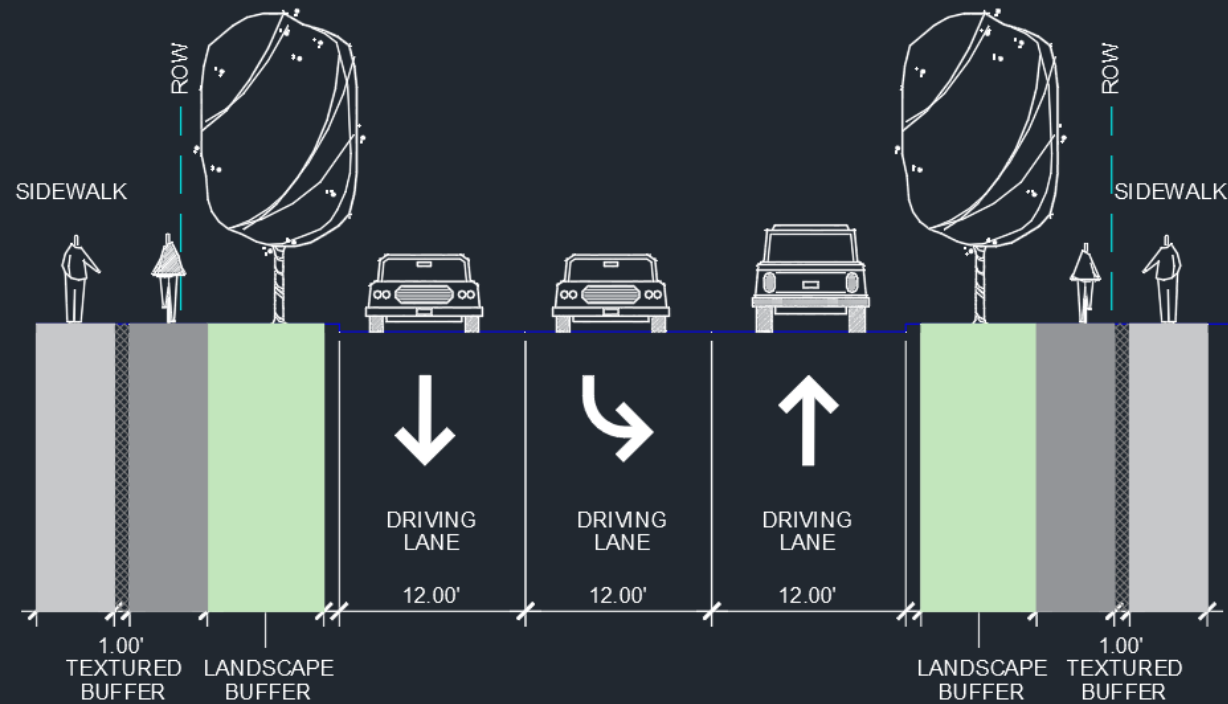 ROW
ROW
SIDEWALK
SIDEWALK
DRIVING
LANE
DRIVING
LANE
DRIVING
LANE
12.00'
12.00'
12.00'
1.00'
TEXTURED
BUFFER
LANDSCAPE
BUFFER
LANDSCAPE
BUFFER
1.00'
TEXTURED
BUFFER